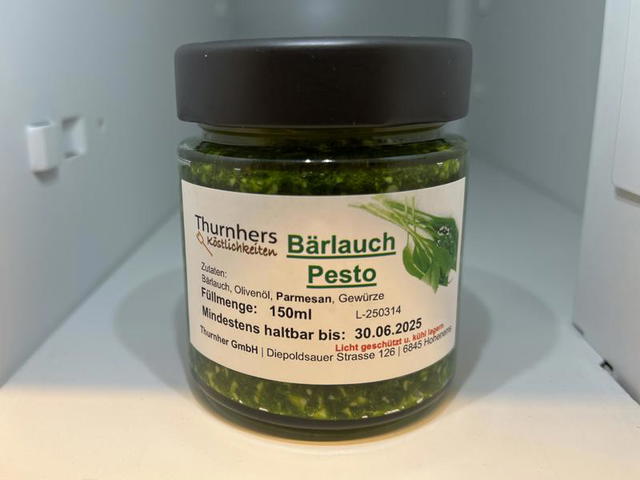 Thurnhers
Köstlichkeiten
Bärlauch
Pesto
Zutaten:
Bärlauch, Olivenöl, Parmesan, Gewürze
Füllmenge: 150ml L-250314
Mindestens haltbar bis: 30.06.2025
Licht geschützt u. kühl lagern
Thurnher GmbH | Diepoldsauer Strasse 126 | 6845 Hohenems